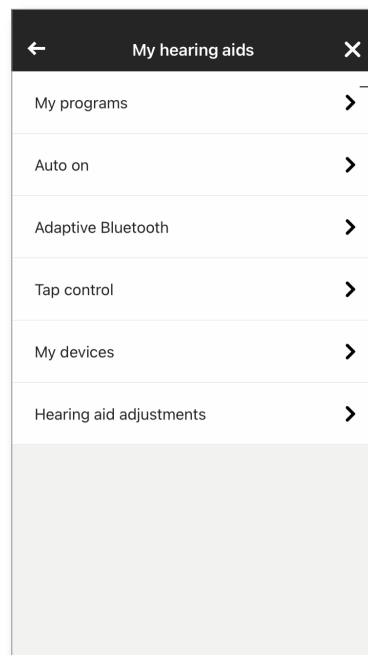 My hearing aids
My programs
Auto on
Adaptive Bluetooth
Tap control
My devices
Hearing aid adjustments